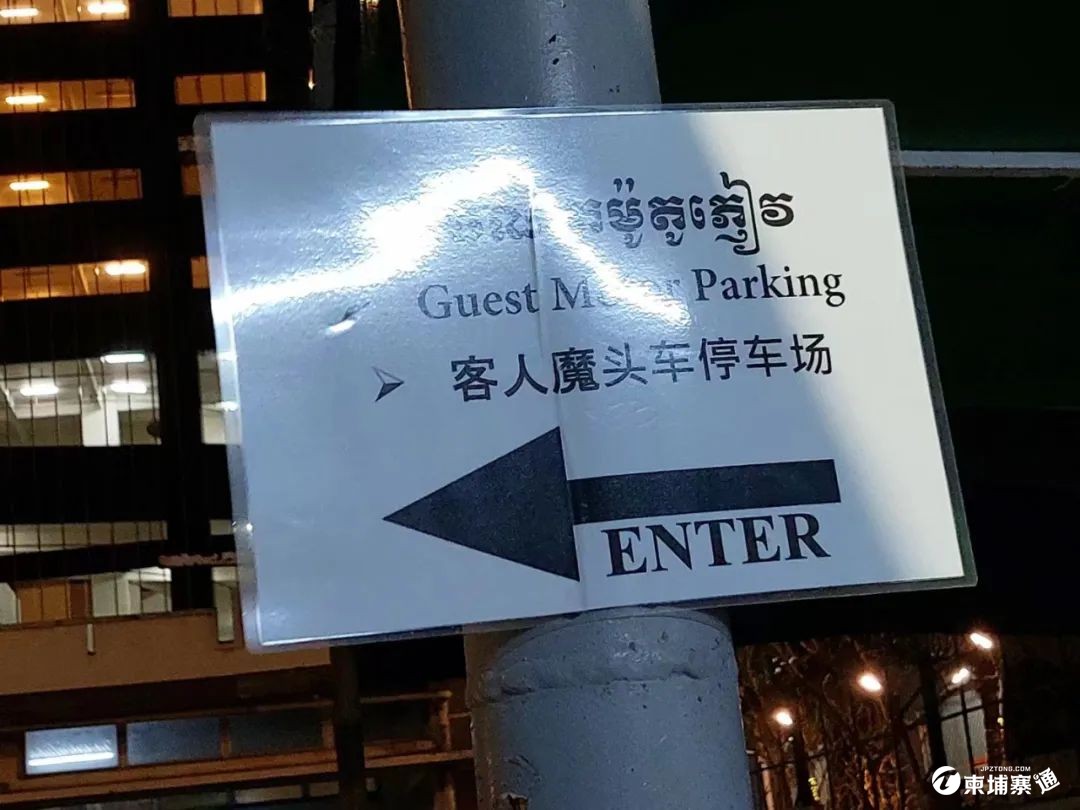 ម៉ូតូភ្ញៀវ
Guest Parking
客人魔头车停车场
ENTER
JPZTONG.COM
柬埔寨通